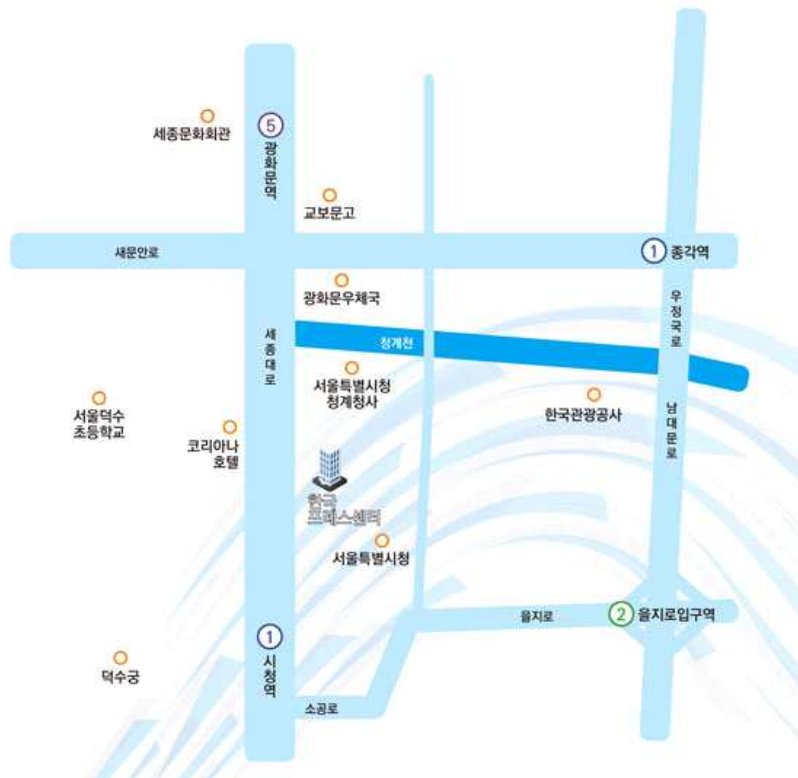 세종문화회관
5
광화문역
교보문고
새문안로
1 종각역
광화문우체국
우정국로
세종대로
청계천
서울특별시청
청계청사
한국관광공사
남대문로
서울덕수
초등학교
코리아나
호텔
한국
프레스센터
서울특별시청
을지로
2 을지로입구역
1
시청역
덕수궁
소공로